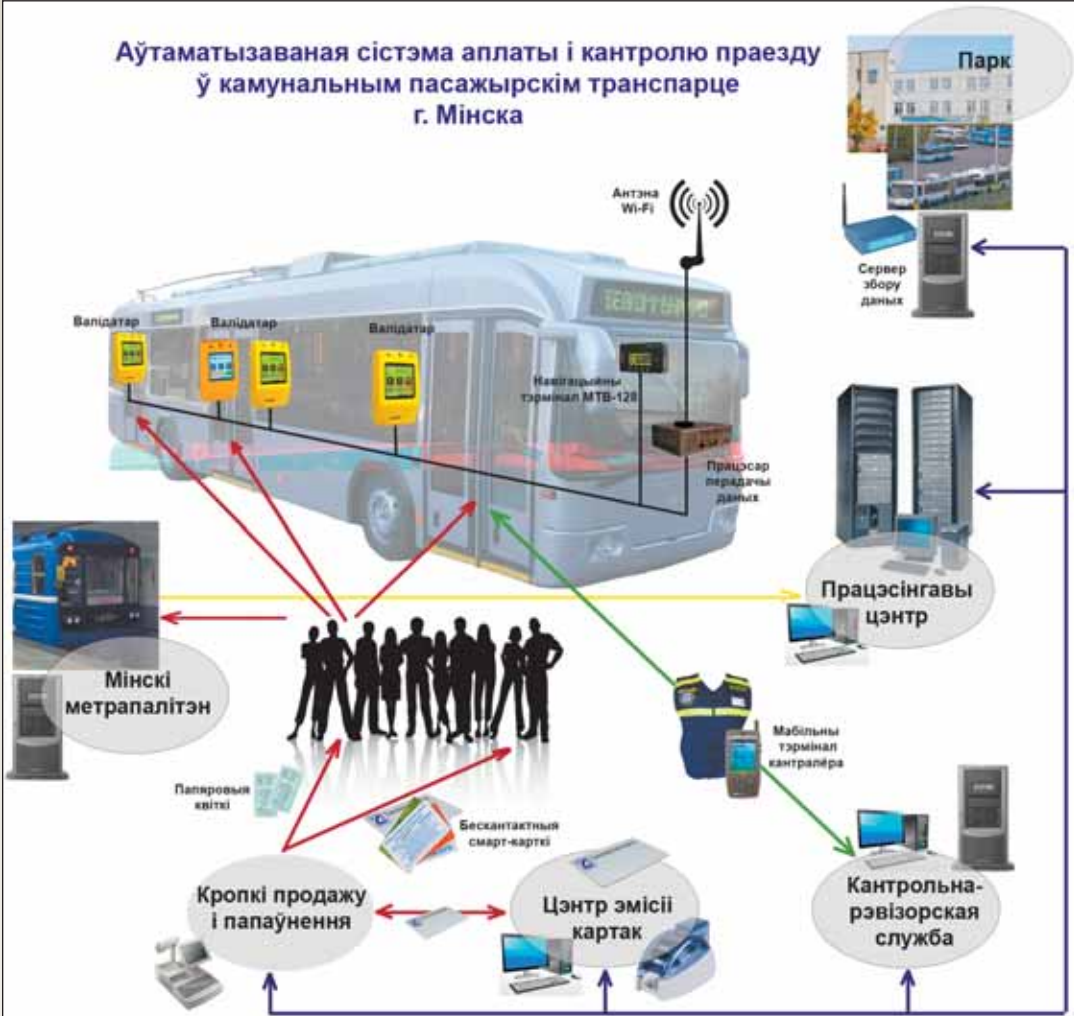 Аўтаматызаваная сістэма аплаты і кантролю праезду
ў камунальным пасажырскім транспарце
г. Мінска
Парк
Антэна
Wi-Fi
Сервер
збору
даных
Валідатар
Валідатар
Валідатар
Навігацыйны
тэрмінал МТВ-128
Працэсар
перадачы
даных
Працэсінгавы
цэнтр
Мінскі
метрапалітэн
Мабільны
тэрмінал
кантралёра
Папяровыя
квіткі
Бескантактныя
смарт-карткі
Кропкі продажу
і папаўнення
Цэнтр эмісіі
картак
Кантрольна-
рэвізорская
служба